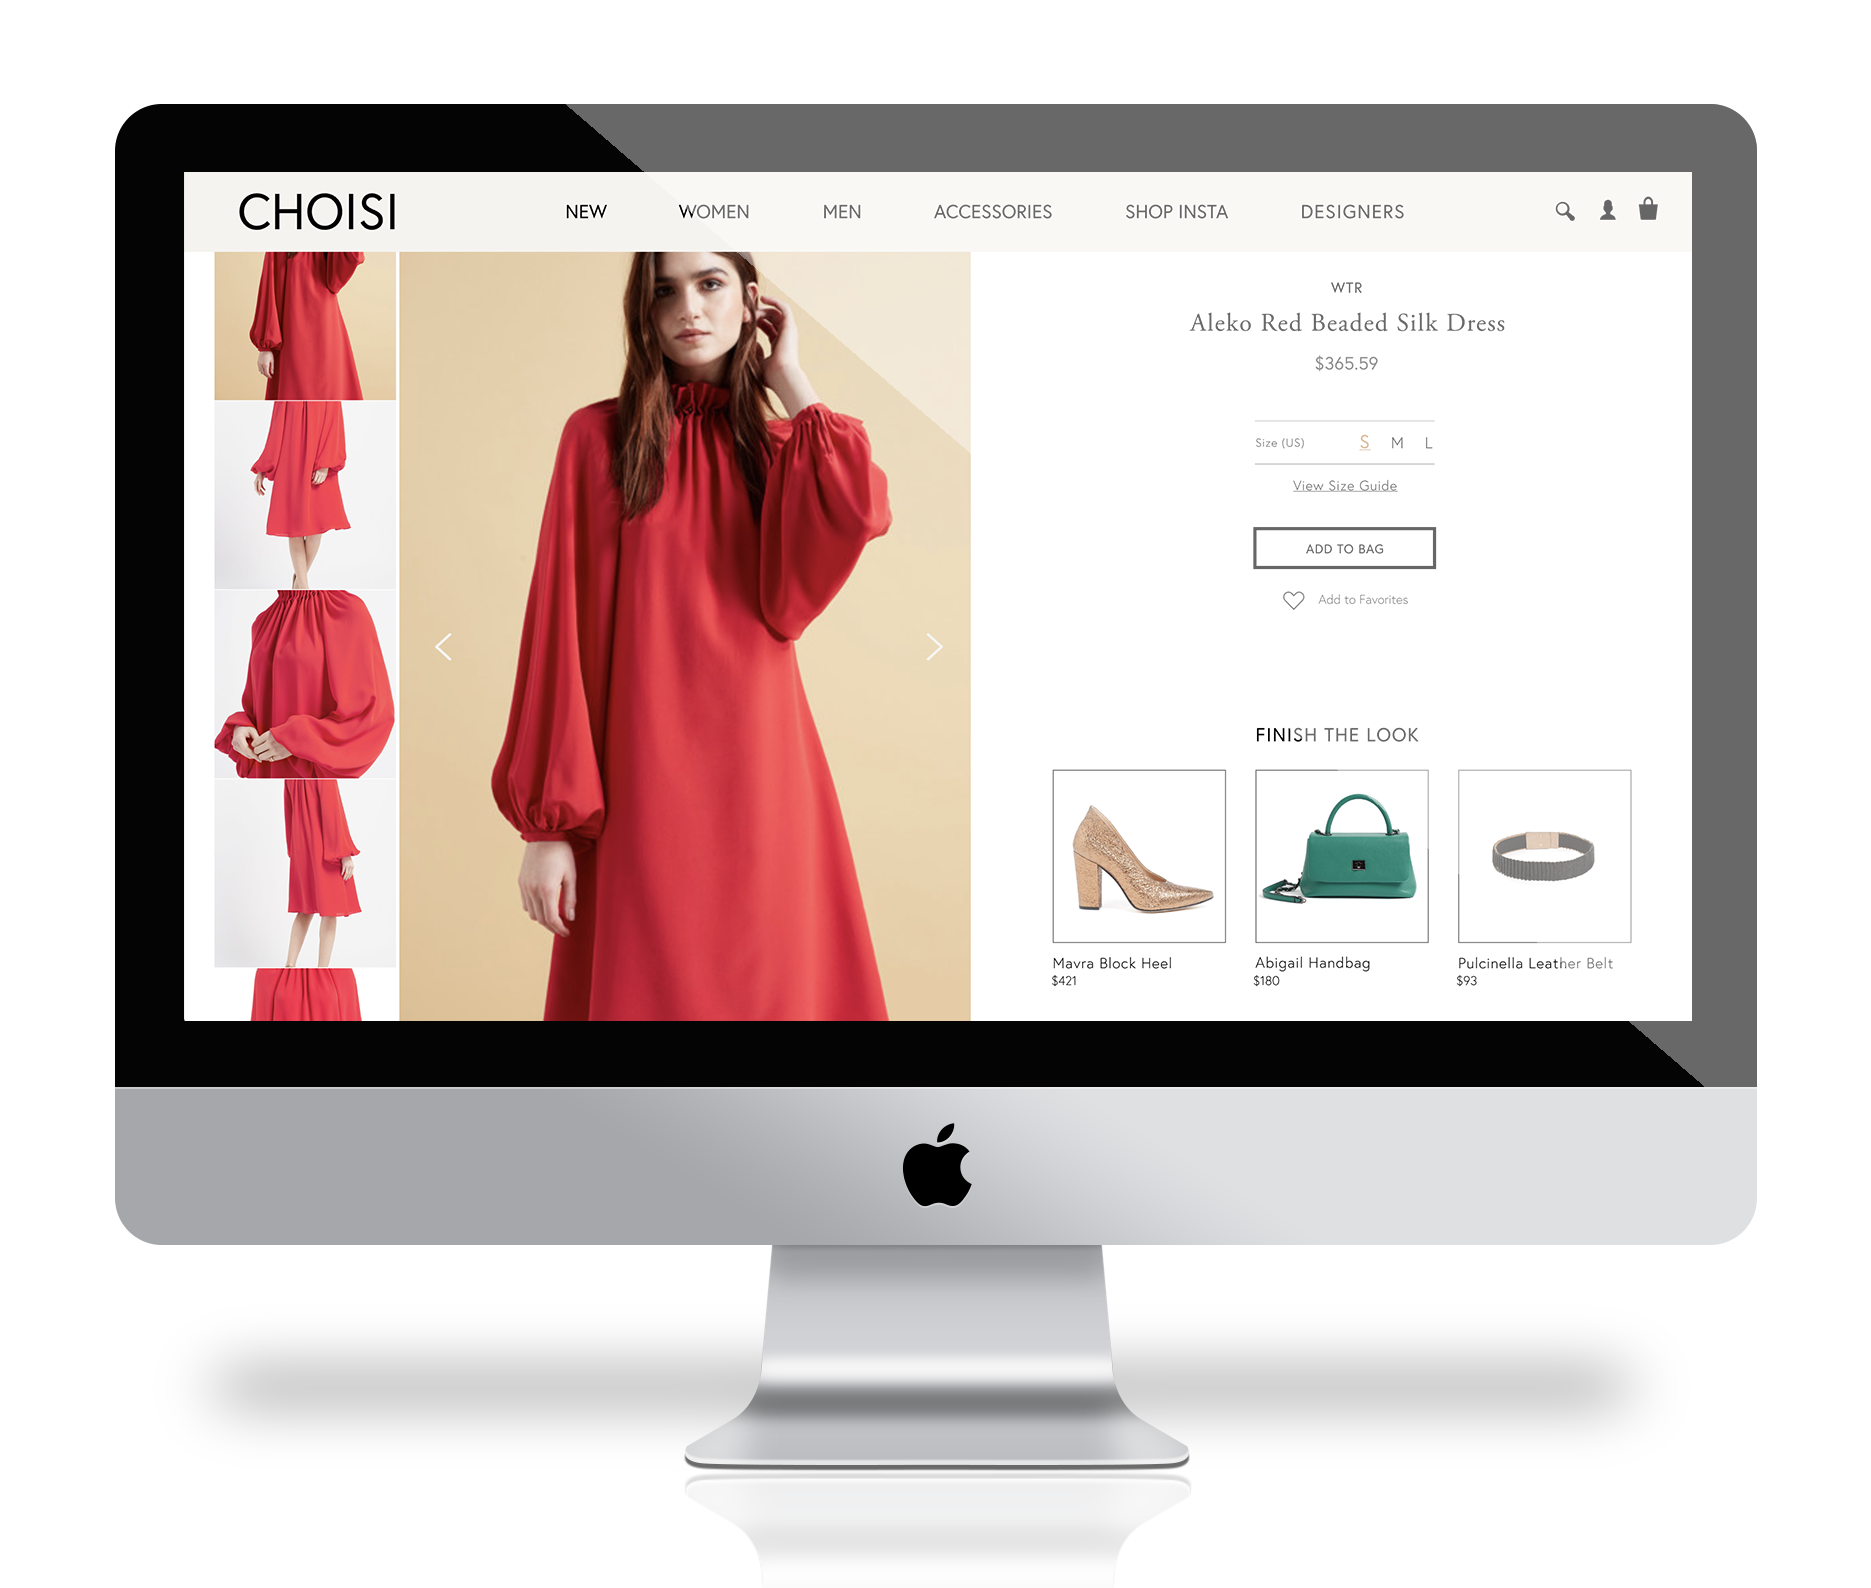 CHOISI
NEW WOMEN MEN ACCESSORIES SHOP INSTA DESIGNERS
WTR
Aleko Red Beaded Silk Dress
$365.59
Size (US) S M L
View Size Guide
ADD TO BAG
Add to Favorites
FINISH THE LOOK
Mavra Block Heel
$421
Abigail Handbag
$180
Pulcinella Leather Belt
$93